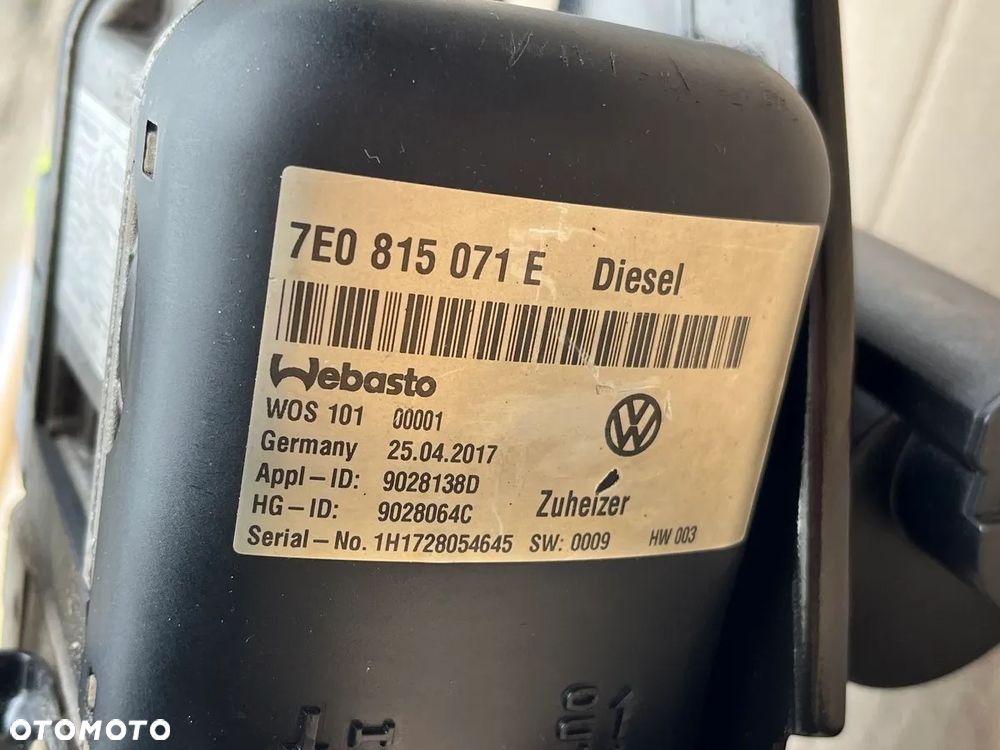 7E0 815 071 E Diesel
Webasto
WOS 101 00001
Germany 25.04.2017
Appl-ID: 9028138D
HG-ID: 9028064C
Zuheizer
Serial-No. 1H1728054645 SW: 0009 HW 003
OTOMOTO